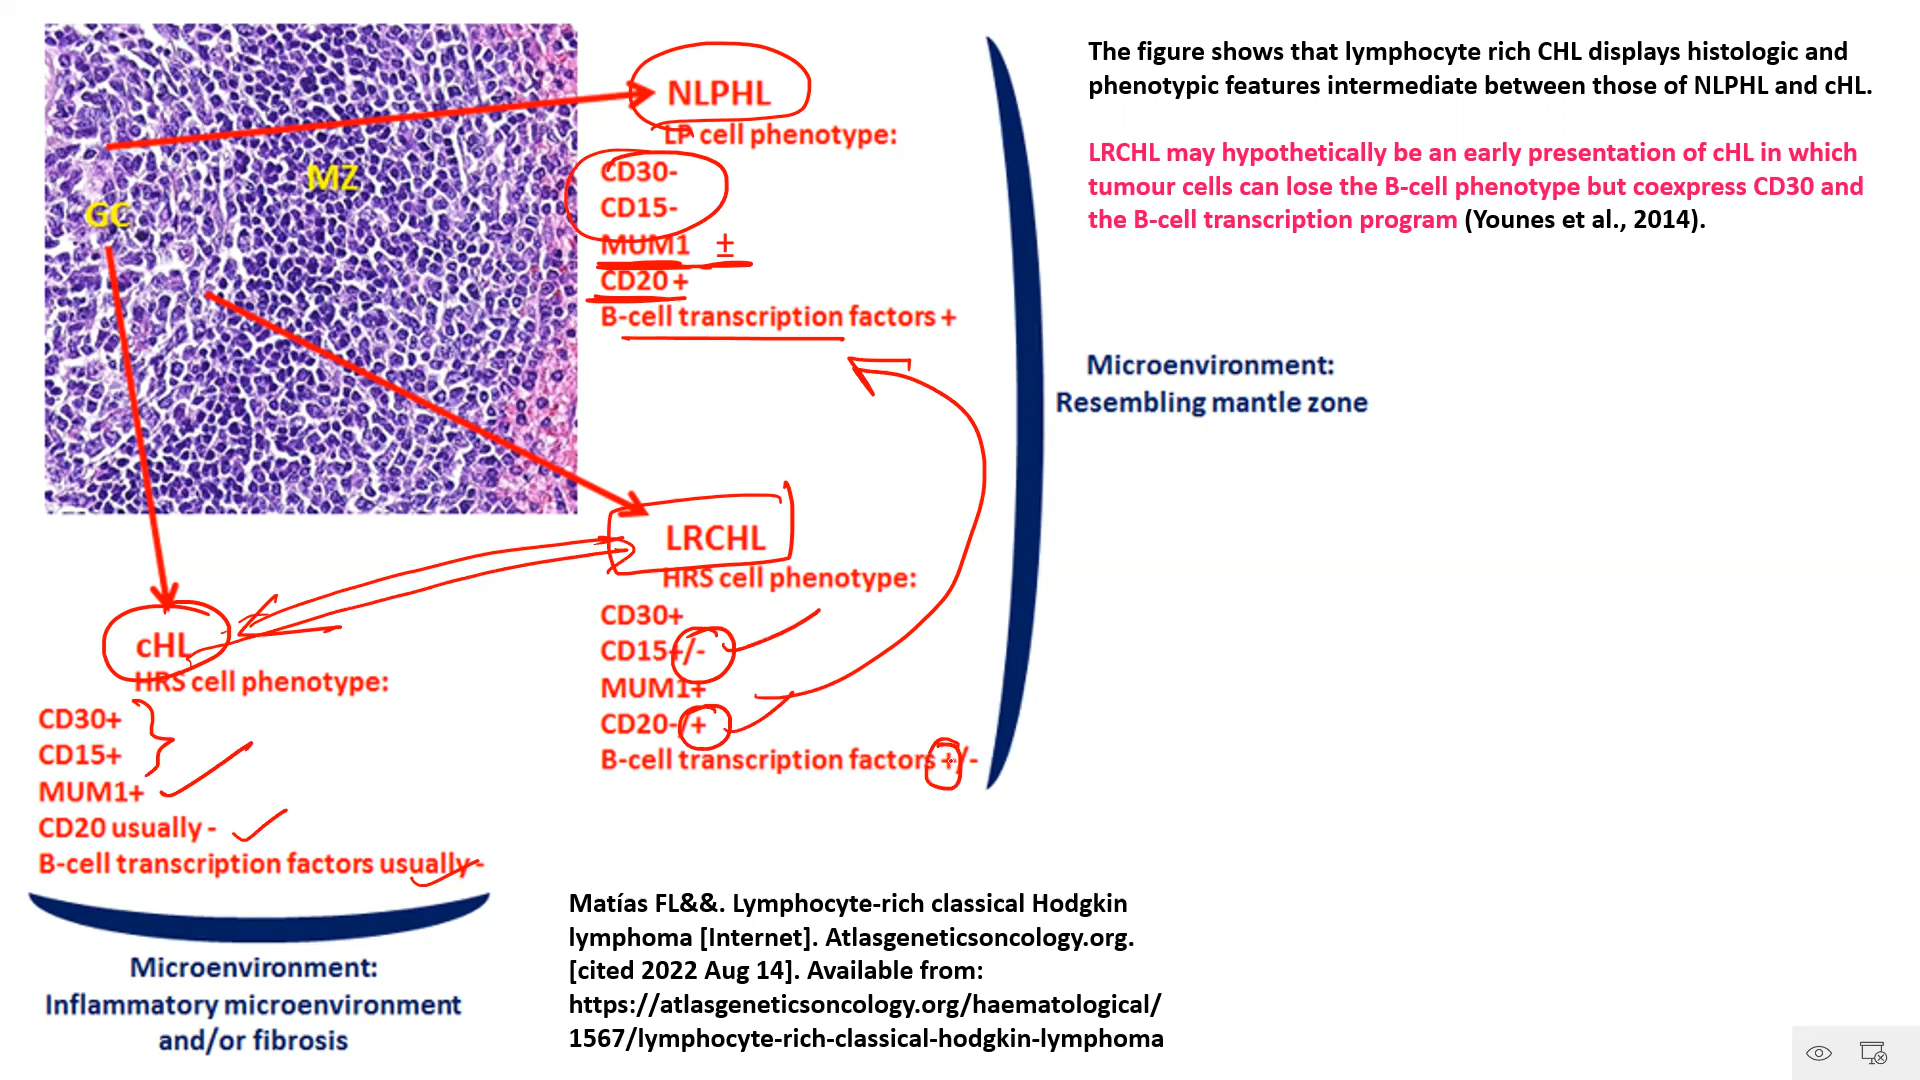 GC
MZ
NLPHL
LP cell phenotype:
CD30-
CD15-
MUM1 ±
CD20 +
B-cell transcription factors +
LRCHL
HRS cell phenotype:
CD30+
CD15+/-
MUM1+
CD20-/+
B-cell transcription factors +/-
cHL
HRS cell phenotype:
CD30+
CD15+
MUM1+
CD20 usually -
B-cell transcription factors usually -
Microenvironment:
Inflammatory microenvironment
and/or fibrosis
Microenvironment:
Resembling mantle zone
The figure shows that lymphocyte rich CHL displays histologic and
phenotypic features intermediate between those of NLPHL and cHL.
LRCHL may hypothetically be an early presentation of cHL in which
tumour cells can lose the B-cell phenotype but coexpress CD30 and
the B-cell transcription program (Younes et al., 2014).
Matías FL&&. Lymphocyte-rich classical Hodgkin
lymphoma [Internet]. Atlasgeneticsoncology.org.
[cited 2022 Aug 14]. Available from:
https://atlasgeneticsoncology.org/haematological/
1567/lymphocyte-rich-classical-hodgkin-lymphoma